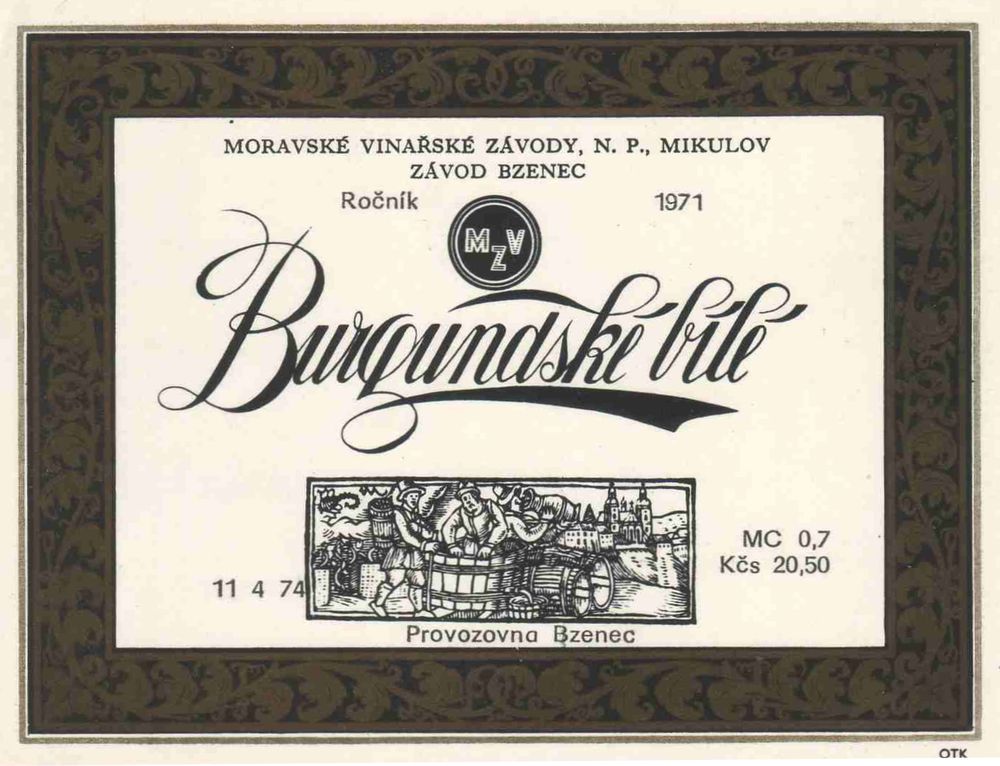 MORAVSKÉ VINAŘSKÉ ZÁVODY, N. P., MIKULOV
ZÁVOD BZENEC
Ročník 1971
MZV
Burgundské bílé
MC 0,7
Kčs 20,50
11 4 74
Provozovna Bzenec
OTK